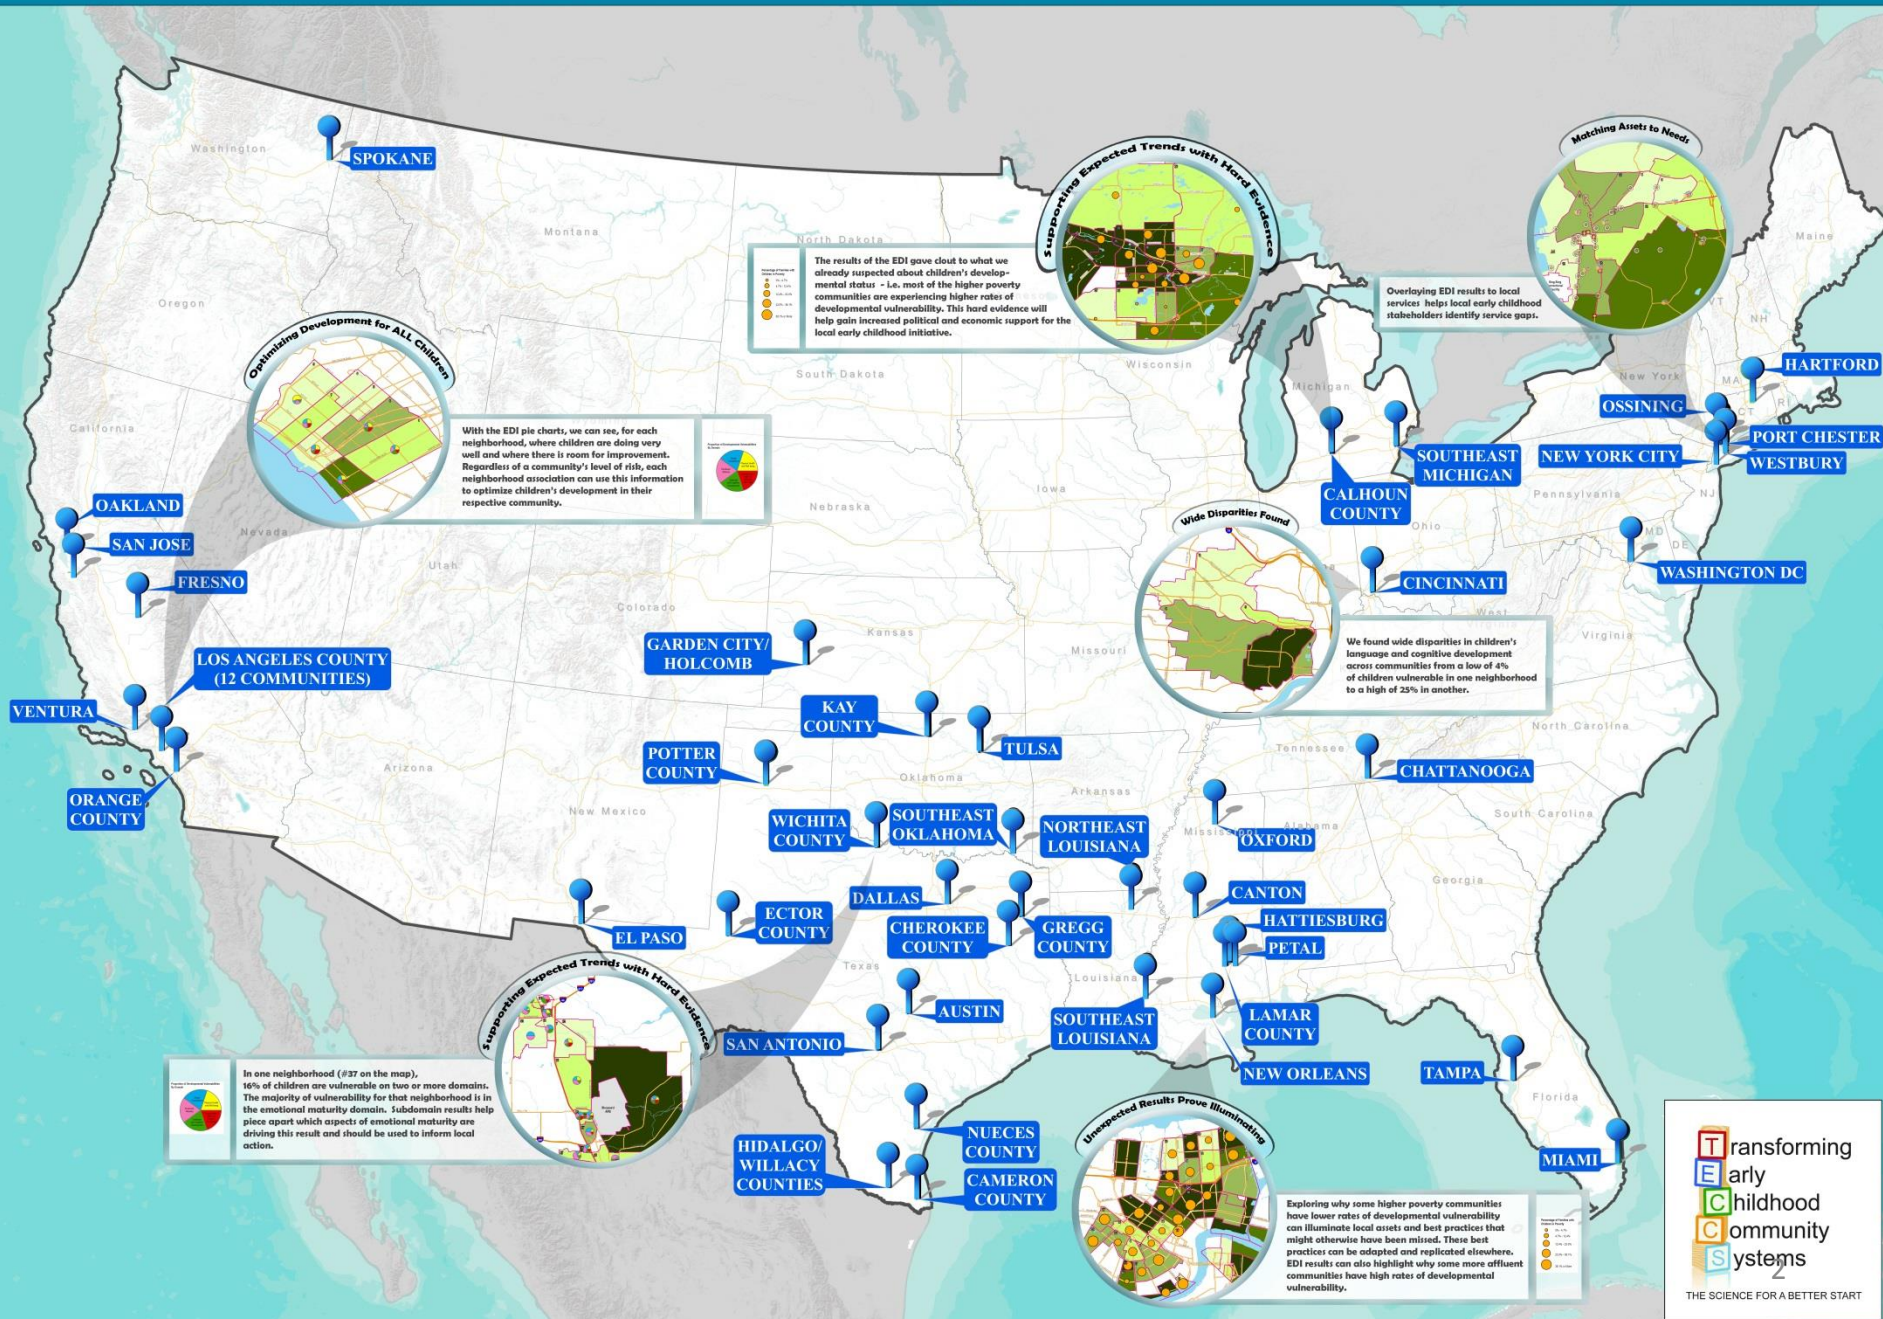 Washington
SPOKANE
Montana
North Dakota
Oregon
South Dakota
Wisconsin
Michigan
New York
Maine
VT
NH
MA
CT
RI
Supporting Expected Trends with Hard Evidence
The results of the EDI gave clout to what we
already suspected about children's develop-
mental status - i.e. most of the higher poverty
communities are experiencing higher rates of
developmental vulnerability. This hard evidence will
help gain increased political and economic support for the
local early childhood initiative.
Matching Assets to Needs
Overlaying EDI results to local
services helps local early childhood
stakeholders identify service gaps.
Optimizing Development for ALL Children
With the EDI pie charts, we can see, for each
neighborhood, where children are doing very
well and where there is room for improvement.
Regardless of a community's level of risk, each
neighborhood association can use this information
to optimize children's development in their
respective community.
HARTFORD
OSSINING
PORT CHESTER
NEW YORK CITY
WESTBURY
SOUTHEAST
MICHIGAN
CALHOUN
COUNTY
California
Nevada
Utah
Colorado
Nebraska
Iowa
Kansas
Missouri
Ohio
Pennsylvania
NJ
MD
DE
West
Virginia
Virginia
OAKLAND
SAN JOSE
FRESNO
Wide Disparities Found
We found wide disparities in children's
language and cognitive development
across communities from a low of 4%
of children vulnerable in one neighborhood
to a high of 25% in another.
CINCINNATI
WASHINGTON DC
LOS ANGELES COUNTY
(12 COMMUNITIES)
VENTURA
ORANGE
COUNTY
GARDEN CITY/
HOLCOMB
KAY
COUNTY
TULSA
POTTER
COUNTY
Arizona
New Mexico
Oklahoma
Arkansas
Tennessee
North Carolina
South Carolina
Mississippi
Alabama
Georgia
CHATTANOOGA
OXFORD
WICHITA
COUNTY
SOUTHEAST
OKLAHOMA
NORTHEAST
LOUISIANA
DALLAS
CANTON
HATTIESBURG
PETAL
EL PASO
ECTOR
COUNTY
CHEROKEE
COUNTY
GREGG
COUNTY
Texas
Louisiana
AUSTIN
SAN ANTONIO
SOUTHEAST
LOUISIANA
LAMAR
COUNTY
NEW ORLEANS
TAMPA
Florida
MIAMI
Supporting Expected Trends with Hard Evidence
In one neighborhood (#37 on the map),
16% of children are vulnerable on two or more domains.
The majority of vulnerability for that neighborhood is in
the emotional maturity domain. Subdomain results help
piece apart which aspects of emotional maturity are
driving this result and should be used to inform local
action.
HIDALGO/
WILLACY
COUNTIES
NUECES
COUNTY
CAMERON
COUNTY
Unexpected Results Prove Illuminating
Exploring why some higher poverty communities
have lower rates of developmental vulnerability
can illuminate local assets and best practices that
might otherwise have been missed. These best
practices can be adapted and replicated elsewhere.
EDI results can also highlight why some more affluent
communities have high rates of developmental
vulnerability.
Transforming
Early
Childhood
Community
Systems
2
THE SCIENCE FOR A BETTER START